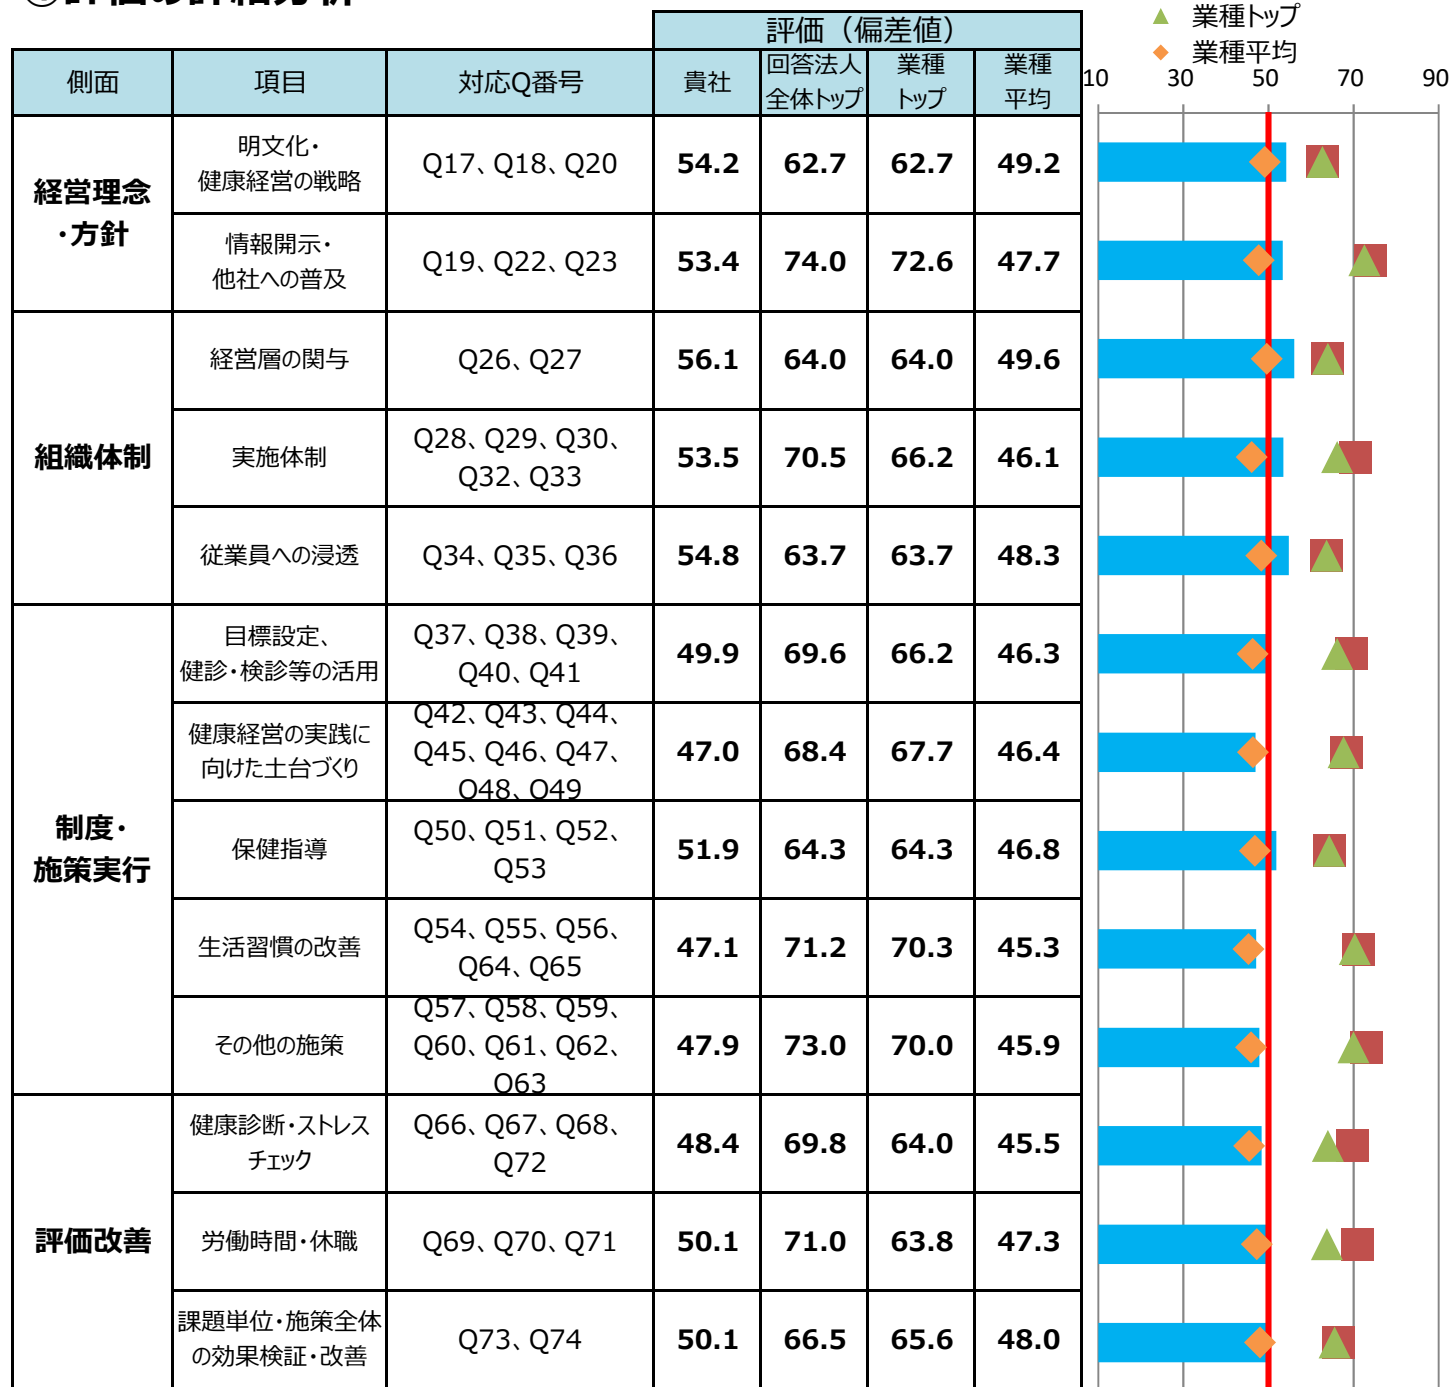 ①評価の詳細分析
▲ 業種トップ
◆ 業種平均
評価（偏差値）
側面 項目 対応Q番号 貴社 回答法人全体トップ 業種トップ 業種平均
10 30 50 70 90
経営理念・方針
明文化・健康経営の戦略 Q17、Q18、Q20 54.2 62.7 62.7 49.2
情報開示・他社への普及 Q19、Q22、Q23 53.4 74.0 72.6 47.7
組織体制
経営層の関与 Q26、Q27 56.1 64.0 64.0 49.6
実施体制 Q28、Q29、Q30、Q32、Q33 53.5 70.5 66.2 46.1
従業員への浸透 Q34、Q35、Q36 54.8 63.7 63.7 48.3
制度・施策実行
目標設定、健診・検診等の活用 Q37、Q38、Q39、Q40、Q41 49.9 69.6 66.2 46.3
健康経営の実践に向けた土台づくり Q42、Q43、Q44、Q45、Q46、Q47、Q48、Q49 47.0 68.4 67.7 46.4
保健指導 Q50、Q51、Q52、Q53 51.9 64.3 64.3 46.8
生活習慣の改善 Q54、Q55、Q56、Q64、Q65 47.1 71.2 70.3 45.3
その他の施策 Q57、Q58、Q59、Q60、Q61、Q62、Q63 47.9 73.0 70.0 45.9
評価改善
健康診断・ストレスチェック Q66、Q67、Q68、Q72 48.4 69.8 64.0 45.5
労働時間・休職 Q69、Q70、Q71 50.1 71.0 63.8 47.3
課題単位・施策全体の効果検証・改善 Q73、Q74 50.1 66.5 65.6 48.0